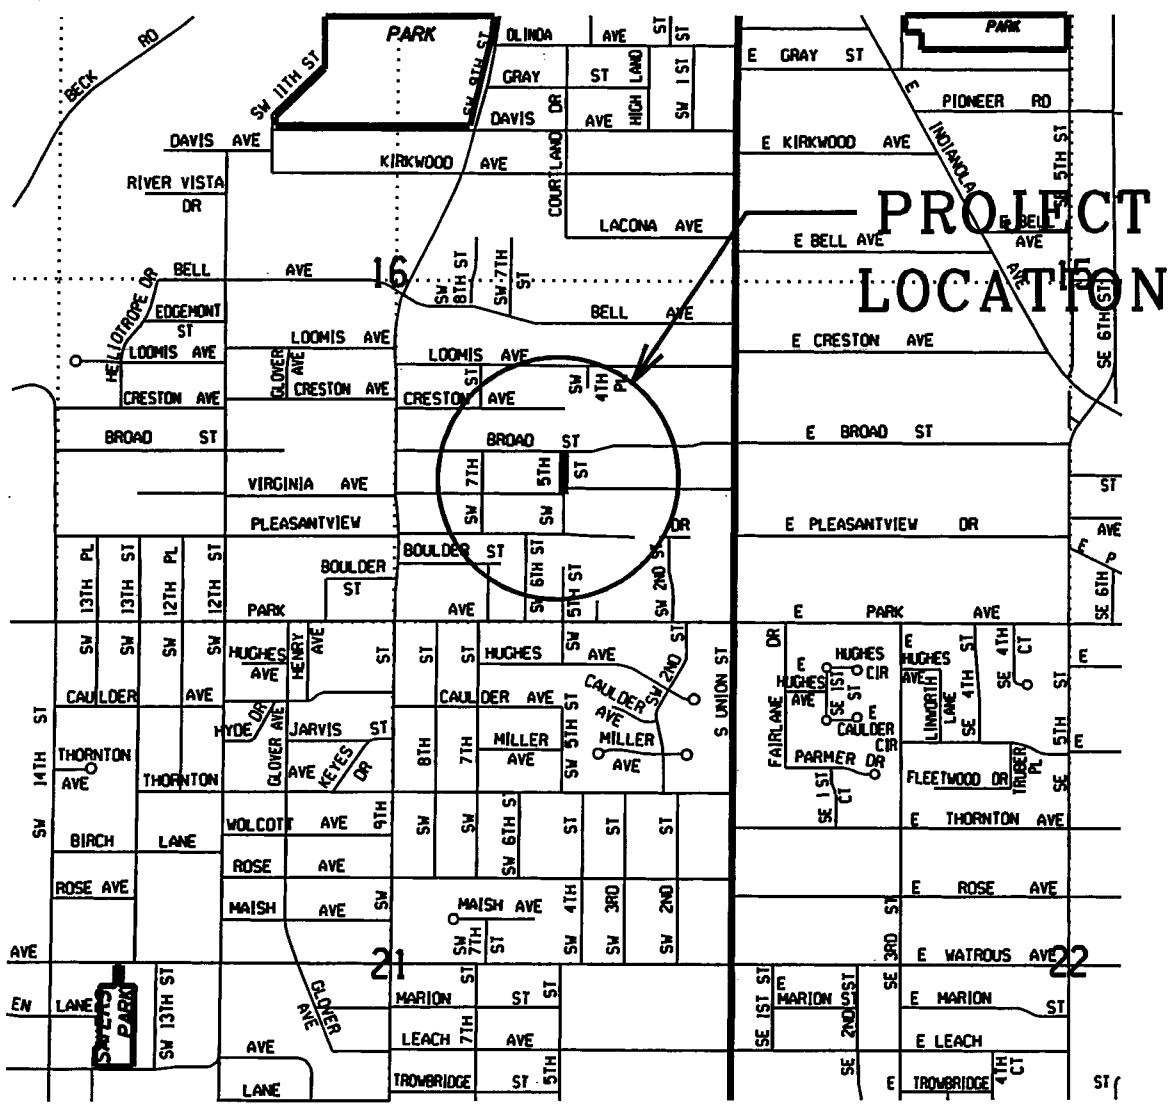 BECK RD
SW 11TH ST
PARK
SW 9TH ST
OLINDA AVE
ST
ST
GRAY ST
HIGH LAND
SW 1 ST
DAVIS AVE
COURTLAND DR
E GRAY ST
PARK
E INDIANOLA AVE
PIONEER RD
SE 5TH ST
DAVIS AVE
KIRKWOOD AVE
E KIRKWOOD AVE
RIVER VISTA DR
LACONA AVE
PROJECT LOCATION
E BELL AVE
E BELL AVE
BELL AVE
16
15
SW 8TH ST
SW 7TH ST
HELIOTROPE DR
EDGEMONT ST
BELL AVE
SE 6TH ST
LOOMIS AVE
LOOMIS AVE
LOOMIS AVE
E CRESTON AVE
GLOVER AVE
CRESTON AVE
CRESTON AVE
CRESTON AVE
ST
SW 4TH PL
BROAD ST
BROAD ST
E BROAD ST
VIRGINIA AVE
SW 7TH
SW 5TH ST
ST
PLEASANTVIEW DR
E PLEASANTVIEW DR
AVE
E P
SW 13TH PL
SW 13TH ST
SW 12TH PL
SW 12TH ST
BOULDER ST
BOULDER ST
SW 6TH ST
5TH ST
SW
SW 2ND ST
SE 6TH
PARK AVE
E PARK AVE
HUGHES AVE
HENRY AVE
ST
ST
ST
HUGHES AVE
SW 2ND ST
S UNION ST
FAIRLANE DR
E HUGHES AVE
HUGHES CIR
SE 1ST ST
E CAULDER CIR
E HUGHES AVE
LINWORTH LANE
SE 4TH ST
SE 4TH CT
E
CAULDER AVE
CAULDER AVE
CAULDER AVE
HYDE DR
GLOVER AVE
JARVIS ST
KEYES DR
AVE
SW 14TH ST
THORNTON AVE
THORNTON
8TH
7TH
MILLER AVE
SW 5TH ST
MILLER AVE
PARMER DR
SE 1 ST CT
FLEETWOOD DR
TRUBER PL
SE 5TH ST
E
9TH
SW
SW
SW
WOLCOTT AVE
SW 6TH ST
E THORNTON AVE
BIRCH LANE
ROSE AVE
ROSE AVE
E ROSE AVE
MAISH AVE
MAISH AVE
SW 7TH ST
SW 4TH ST
SW 3RD ST
SW 2ND ST
SE 3RD ST
AVE
21
E WATROUS AVE
22
EN LANE
SAYERS PARK
SW 13TH ST
GLOVER AVE
MARION ST
7TH ST
5TH ST
SE 1ST ST
E MARION ST
SE 2ND ST
E MARION ST
AVE
LEACH AVE
E LEACH
LANE
TROWBRIDGE ST
E TROWBRIDGE
4TH CT
ST